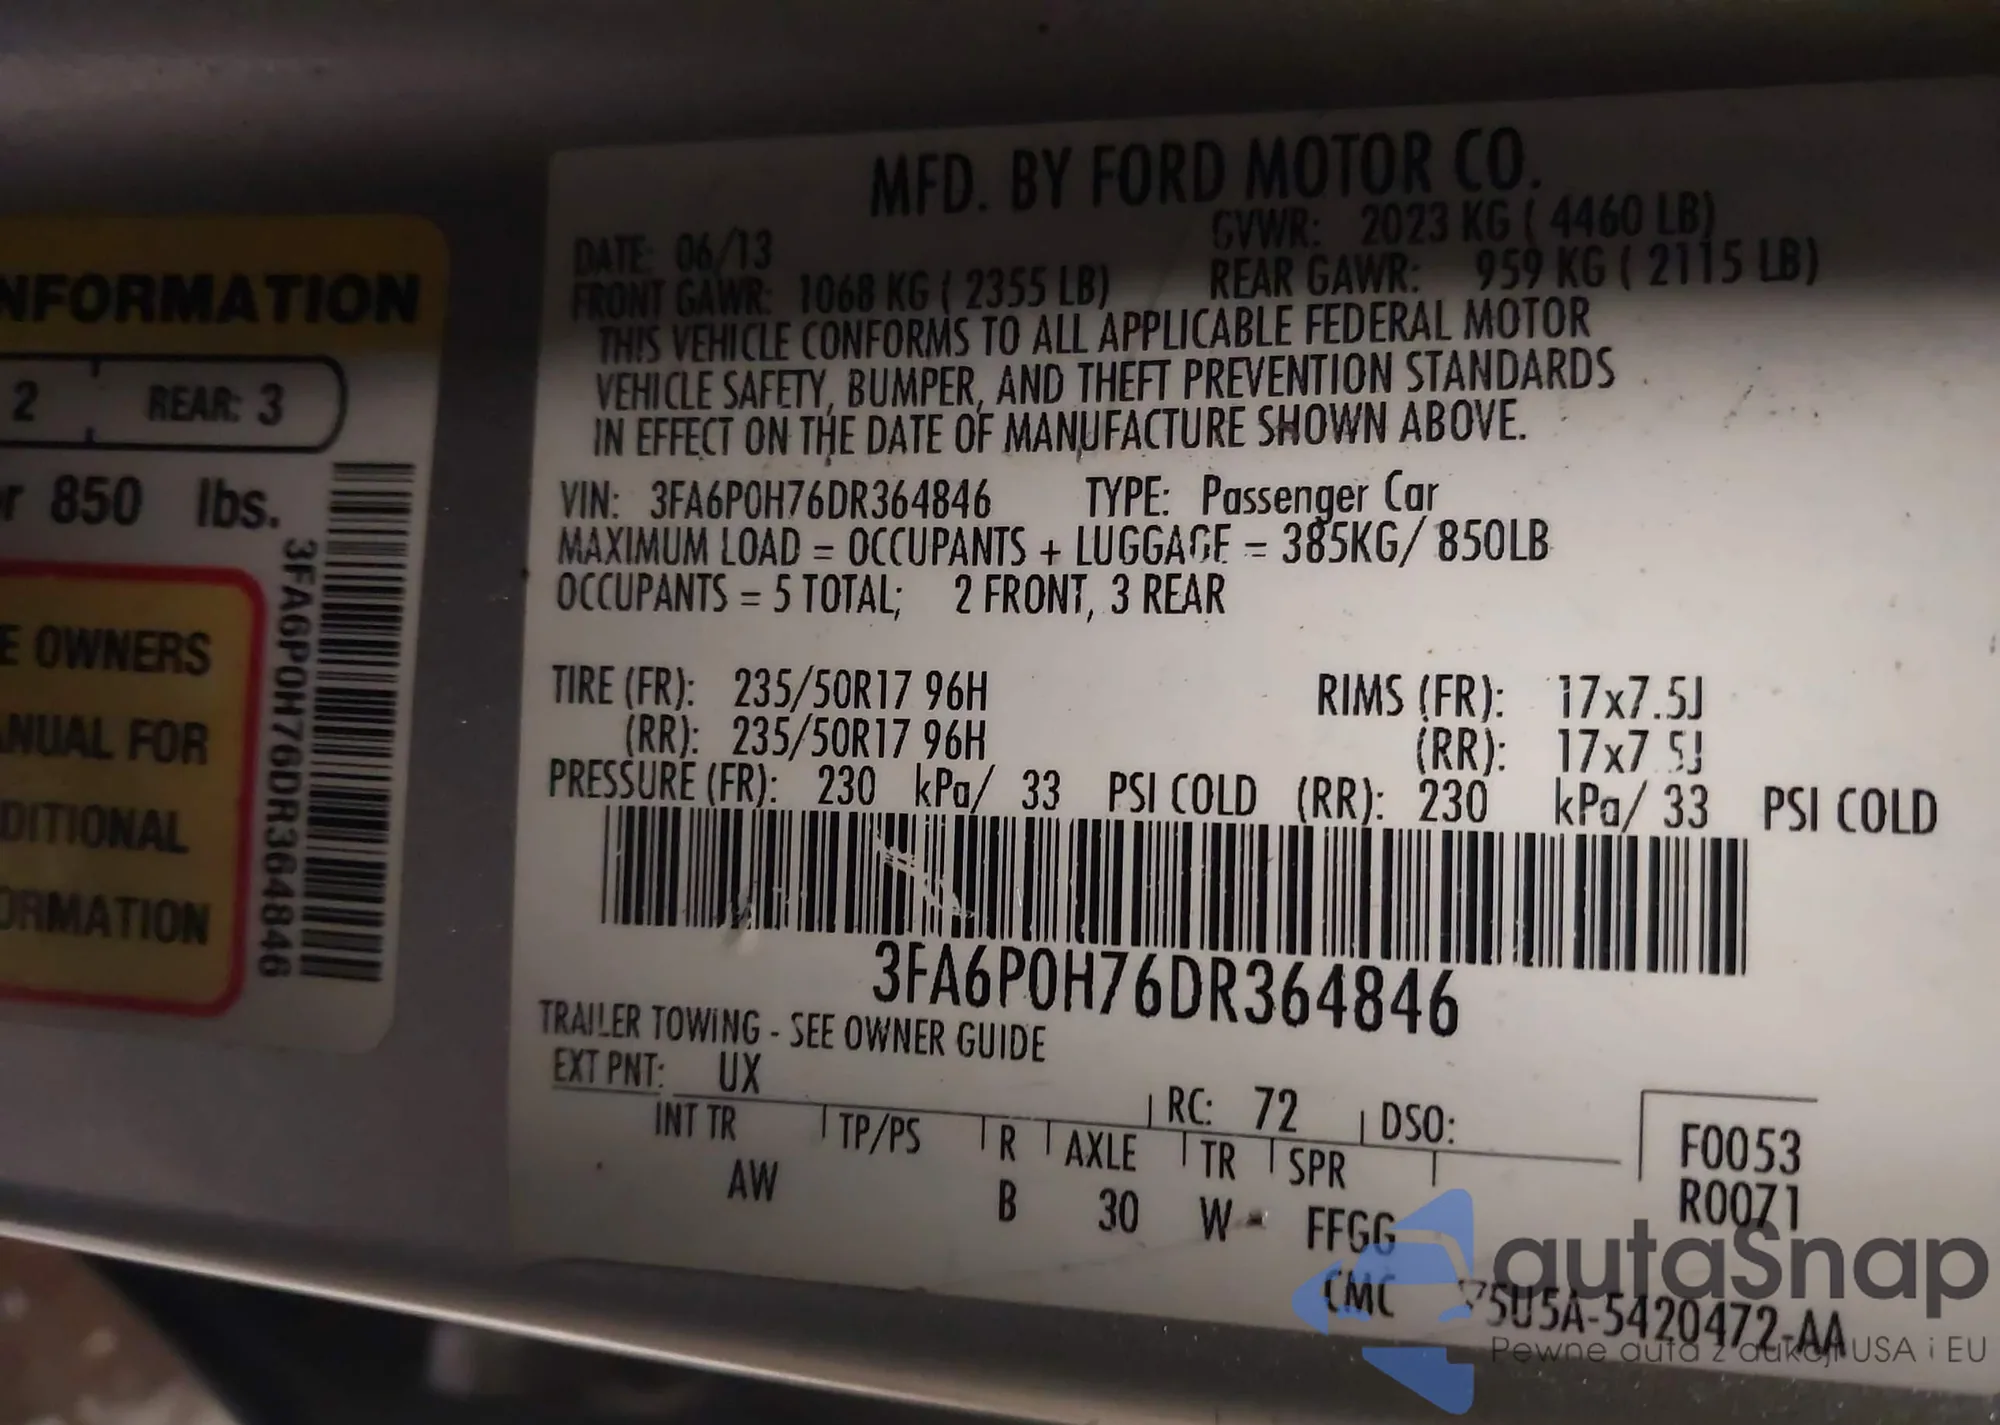 NFORMATION
2 REAR: 3
r 850 lbs.
E OWNERS
NUAL FOR
DITIONAL
ORMATION
3FA6P0H76DR364846
MFD. BY FORD MOTOR CO.
DATE: 06/13 GVWR: 2023 KG ( 4460 LB)
FRONT GAWR: 1068 KG ( 2355 LB) REAR GAWR: 959 KG ( 2115 LB)
THIS VEHICLE CONFORMS TO ALL APPLICABLE FEDERAL MOTOR
VEHICLE SAFETY, BUMPER, AND THEFT PREVENTION STANDARDS
IN EFFECT ON THE DATE OF MANUFACTURE SHOWN ABOVE.
VIN: 3FA6P0H76DR364846 TYPE: Passenger Car
MAXIMUM LOAD = OCCUPANTS + LUGGAGE = 385KG/ 850LB
OCCUPANTS = 5 TOTAL; 2 FRONT, 3 REAR
TIRE (FR): 235/50R17 96H RIMS (FR): 17x7.5J
(RR): 235/50R17 96H (RR): 17x7.5J
PRESSURE (FR): 230 kPa/ 33 PSI COLD (RR): 230 kPa/ 33 PSI COLD
3FA6P0H76DR364846
TRAILER TOWING - SEE OWNER GUIDE
EXT PNT: UX RC: 72 DSO:
INT TR TP/PS R AXLE TR SPR F0053
AW B 30 W FFGG R0071
CMC 5U5A-5420472-AA
autaSnap
Pewne auta z aukcji USA i EU